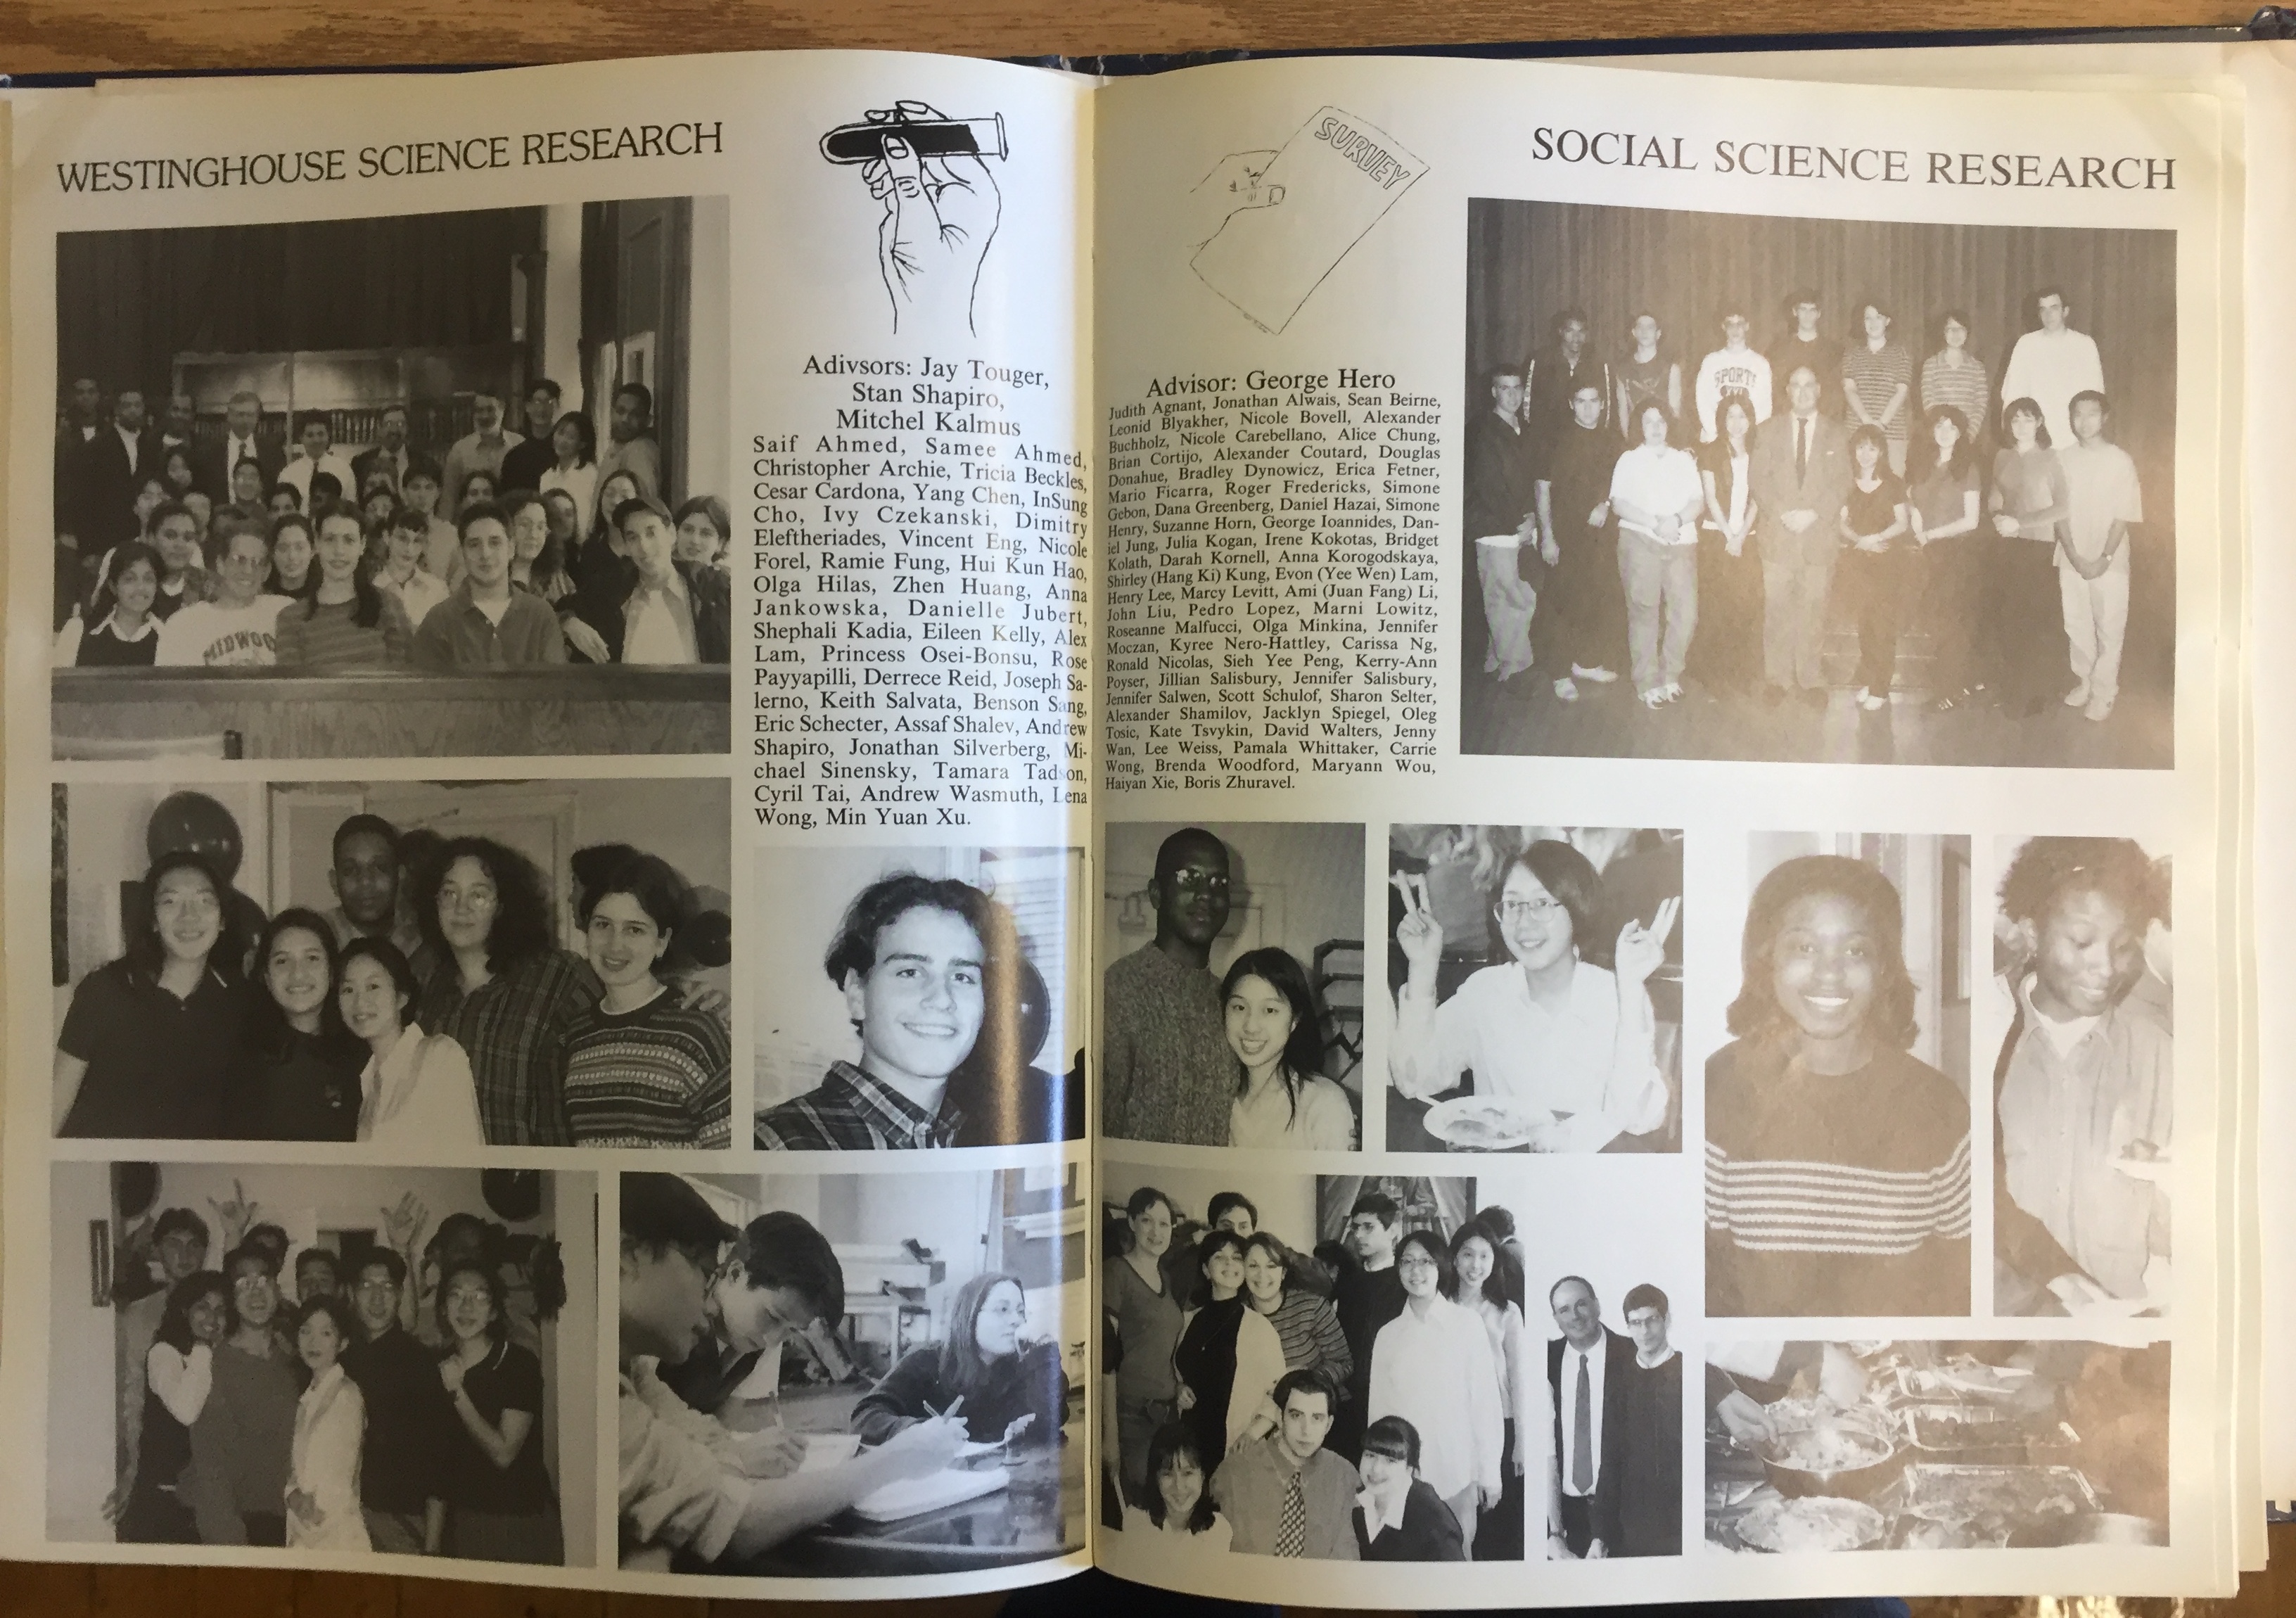 WESTINGHOUSE SCIENCE RESEARCH
MIDWOO
Adivsors: Jay Touger,
Stan Shapiro,
Mitchel Kalmus
Saif Ahmed, Samee Ahmed,
Christopher Archie, Tricia Beckles,
Cesar Cardona, Yang Chen, InSung
Cho, Ivy Czekanski, Dimitry
Eleftheriades, Vincent Eng, Nicole
Forel, Ramie Fung, Hui Kun Hao,
Olga Hilas, Zhen Huang, Anna
Jankowska, Danielle Jubert,
Shephali Kadia, Eileen Kelly, Alex
Lam, Princess Osei-Bonsu, Rose
Payyapilli, Derrece Reid, Joseph Sa-
lerno, Keith Salvata, Benson Sang,
Eric Schecter, Assaf Shalev, Andrew
Shapiro, Jonathan Silverberg, Mi-
chael Sinensky, Tamara Tadson,
Cyril Tai, Andrew Wasmuth, Lena
Wong, Min Yuan Xu.
SURVEY
SOCIAL SCIENCE RESEARCH
SPORTS
Advisor: George Hero
Judith Agnant, Jonathan Alwais, Sean Beirne,
Leonid Blyakher, Nicole Bovell, Alexander
Buchholz, Nicole Carebellano, Alice Chung,
Brian Cortijo, Alexander Coutard, Douglas
Donahue, Bradley Dynowicz, Erica Fetner,
Mario Ficarra, Roger Fredericks, Simone
Gebon, Dana Greenberg, Daniel Hazai, Simone
Henry, Suzanne Horn, George Ioannides, Dan-
iel Jung, Julia Kogan, Irene Kokotas, Bridget
Kolath, Darah Kornell, Anna Korogodskaya,
Shirley (Hang Ki) Kung, Evon (Yee Wen) Lam,
Henry Lee, Marcy Levitt, Ami (Juan Fang) Li,
John Liu, Pedro Lopez, Marni Lowitz,
Roseanne Malfucci, Olga Minkina, Jennifer
Moczan, Kyree Nero-Hattley, Carissa Ng,
Ronald Nicolas, Sieh Yee Peng, Kerry-Ann
Poyser, Jillian Salisbury, Jennifer Salisbury,
Jennifer Salwen, Scott Schulof, Sharon Selter,
Alexander Shamilov, Jacklyn Spiegel, Oleg
Tosic, Kate Tsvykin, David Walters, Jenny
Wan, Lee Weiss, Pamala Whittaker, Carrie
Wong, Brenda Woodford, Maryann Wou,
Haiyan Xie, Boris Zhuravel.